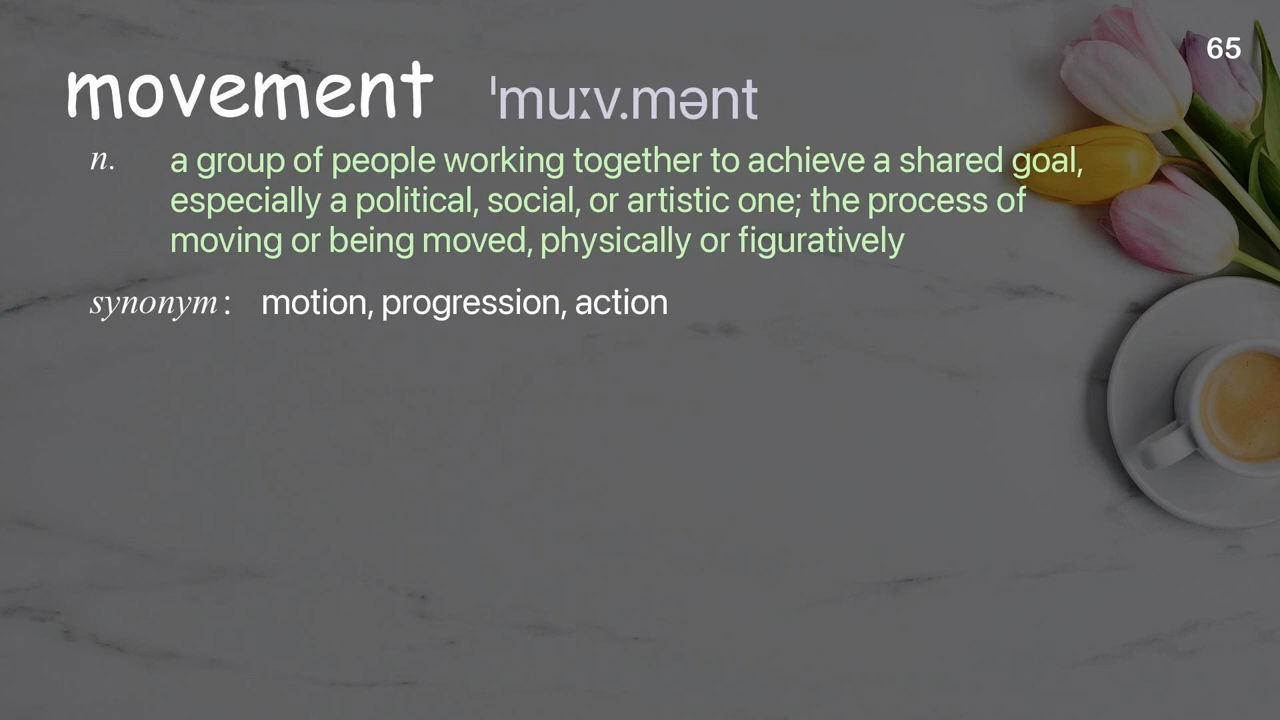 65
movement ˈmuːv.mənt
n. a group of people working together to achieve a shared goal,
especially a political, social, or artistic one; the process of
moving or being moved, physically or figuratively
synonym: motion, progression, action